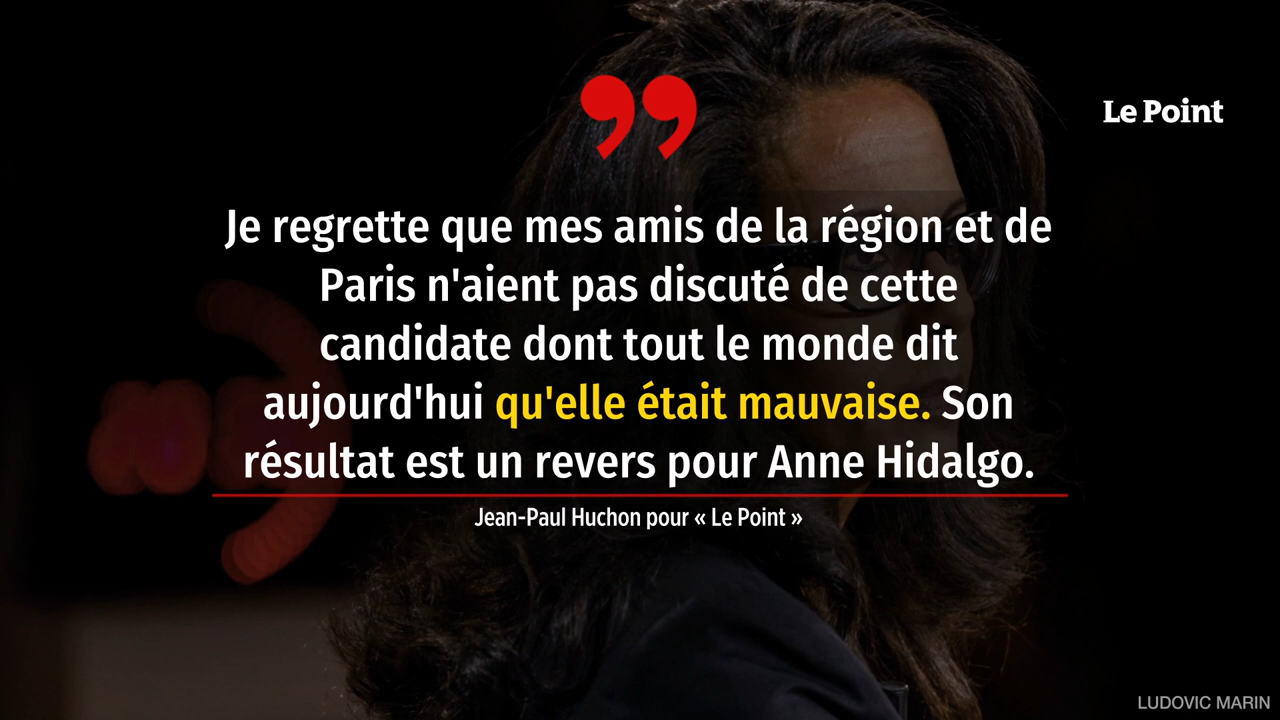 Le Point
Je regrette que mes amis de la région et de
Paris n'aient pas discuté de cette
candidate dont tout le monde dit
aujourd'hui qu'elle était mauvaise. Son
résultat est un revers pour Anne Hidalgo.
Jean-Paul Huchon pour « Le Point »
LUDOVIC MARIN